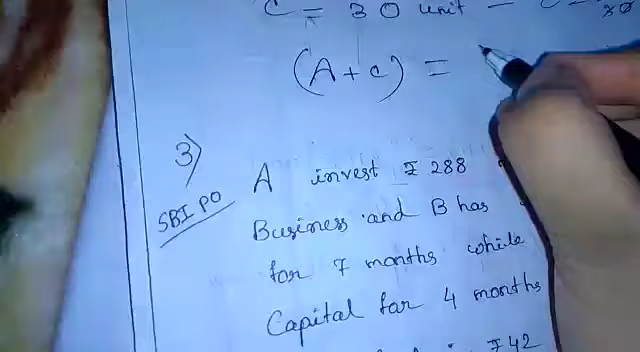 C = 30 unit -
(A + c) =
3)
SBI PO
A invest ₹ 288
Business and B has
for 7 months while
Capital for 4 months
₹42